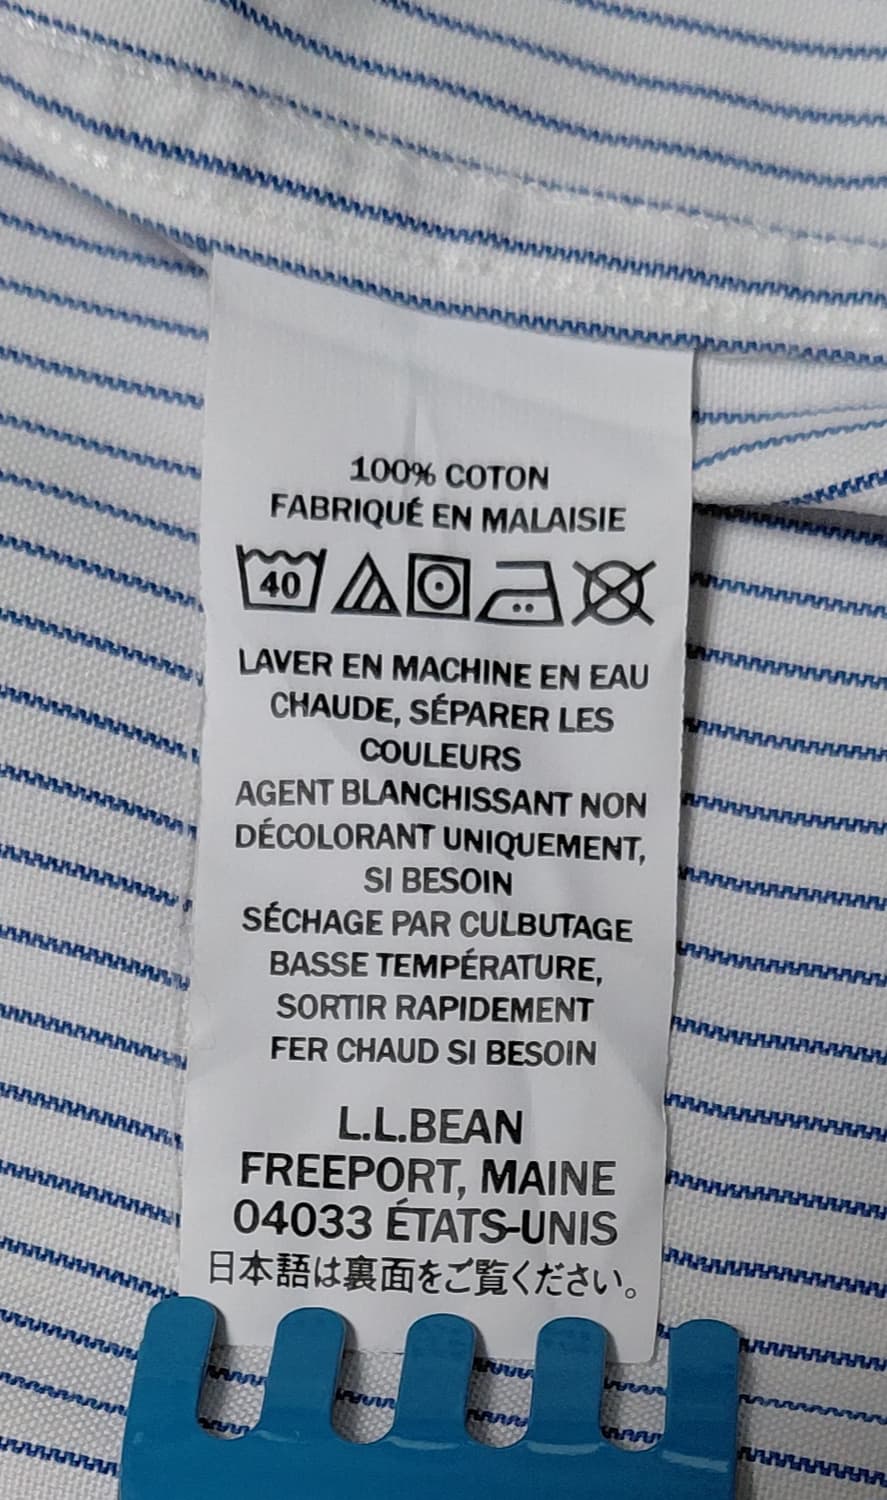 100% COTON
FABRIQUÉ EN MALAISIE
40
LAVER EN MACHINE EN EAU
CHAUDE, SÉPARER LES
COULEURS
AGENT BLANCHISSANT NON
DÉCOLORANT UNIQUEMENT,
SI BESOIN
SÉCHAGE PAR CULBUTAGE
BASSE TEMPÉRATURE,
SORTIR RAPIDEMENT
FER CHAUD SI BESOIN
L.L.BEAN
FREEPORT, MAINE
04033 ÉTATS-UNIS
日本語は裏面をご覧ください。